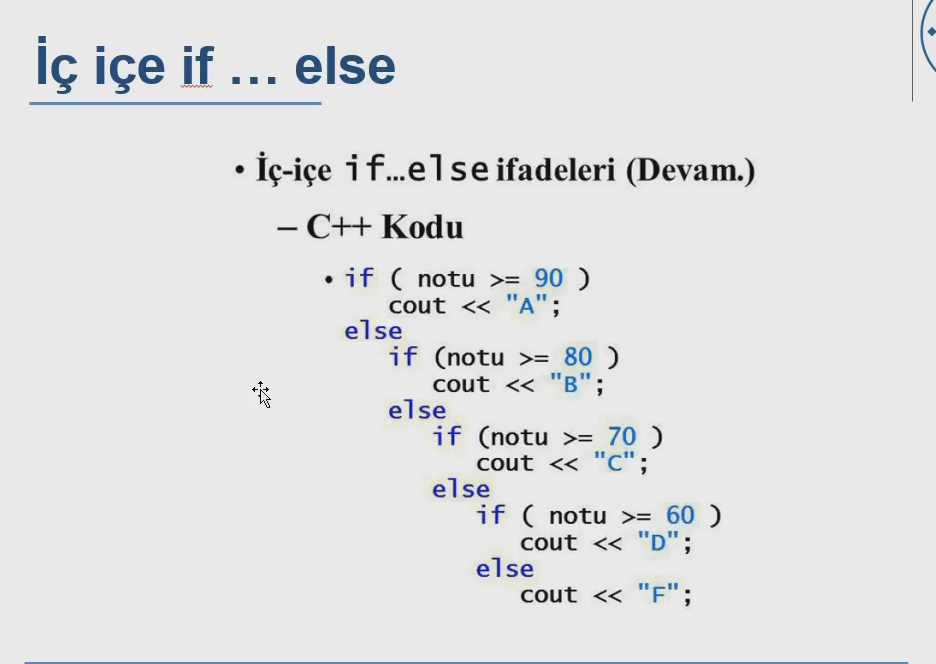 İç içe if … else
• İç-içe if…else ifadeleri (Devam.)
– C++ Kodu
• if ( notu >= 90 )
cout << "A";
else
if (notu >= 80 )
cout << "B";
else
if (notu >= 70 )
cout << "C";
else
if ( notu >= 60 )
cout << "D";
else
cout << "F";